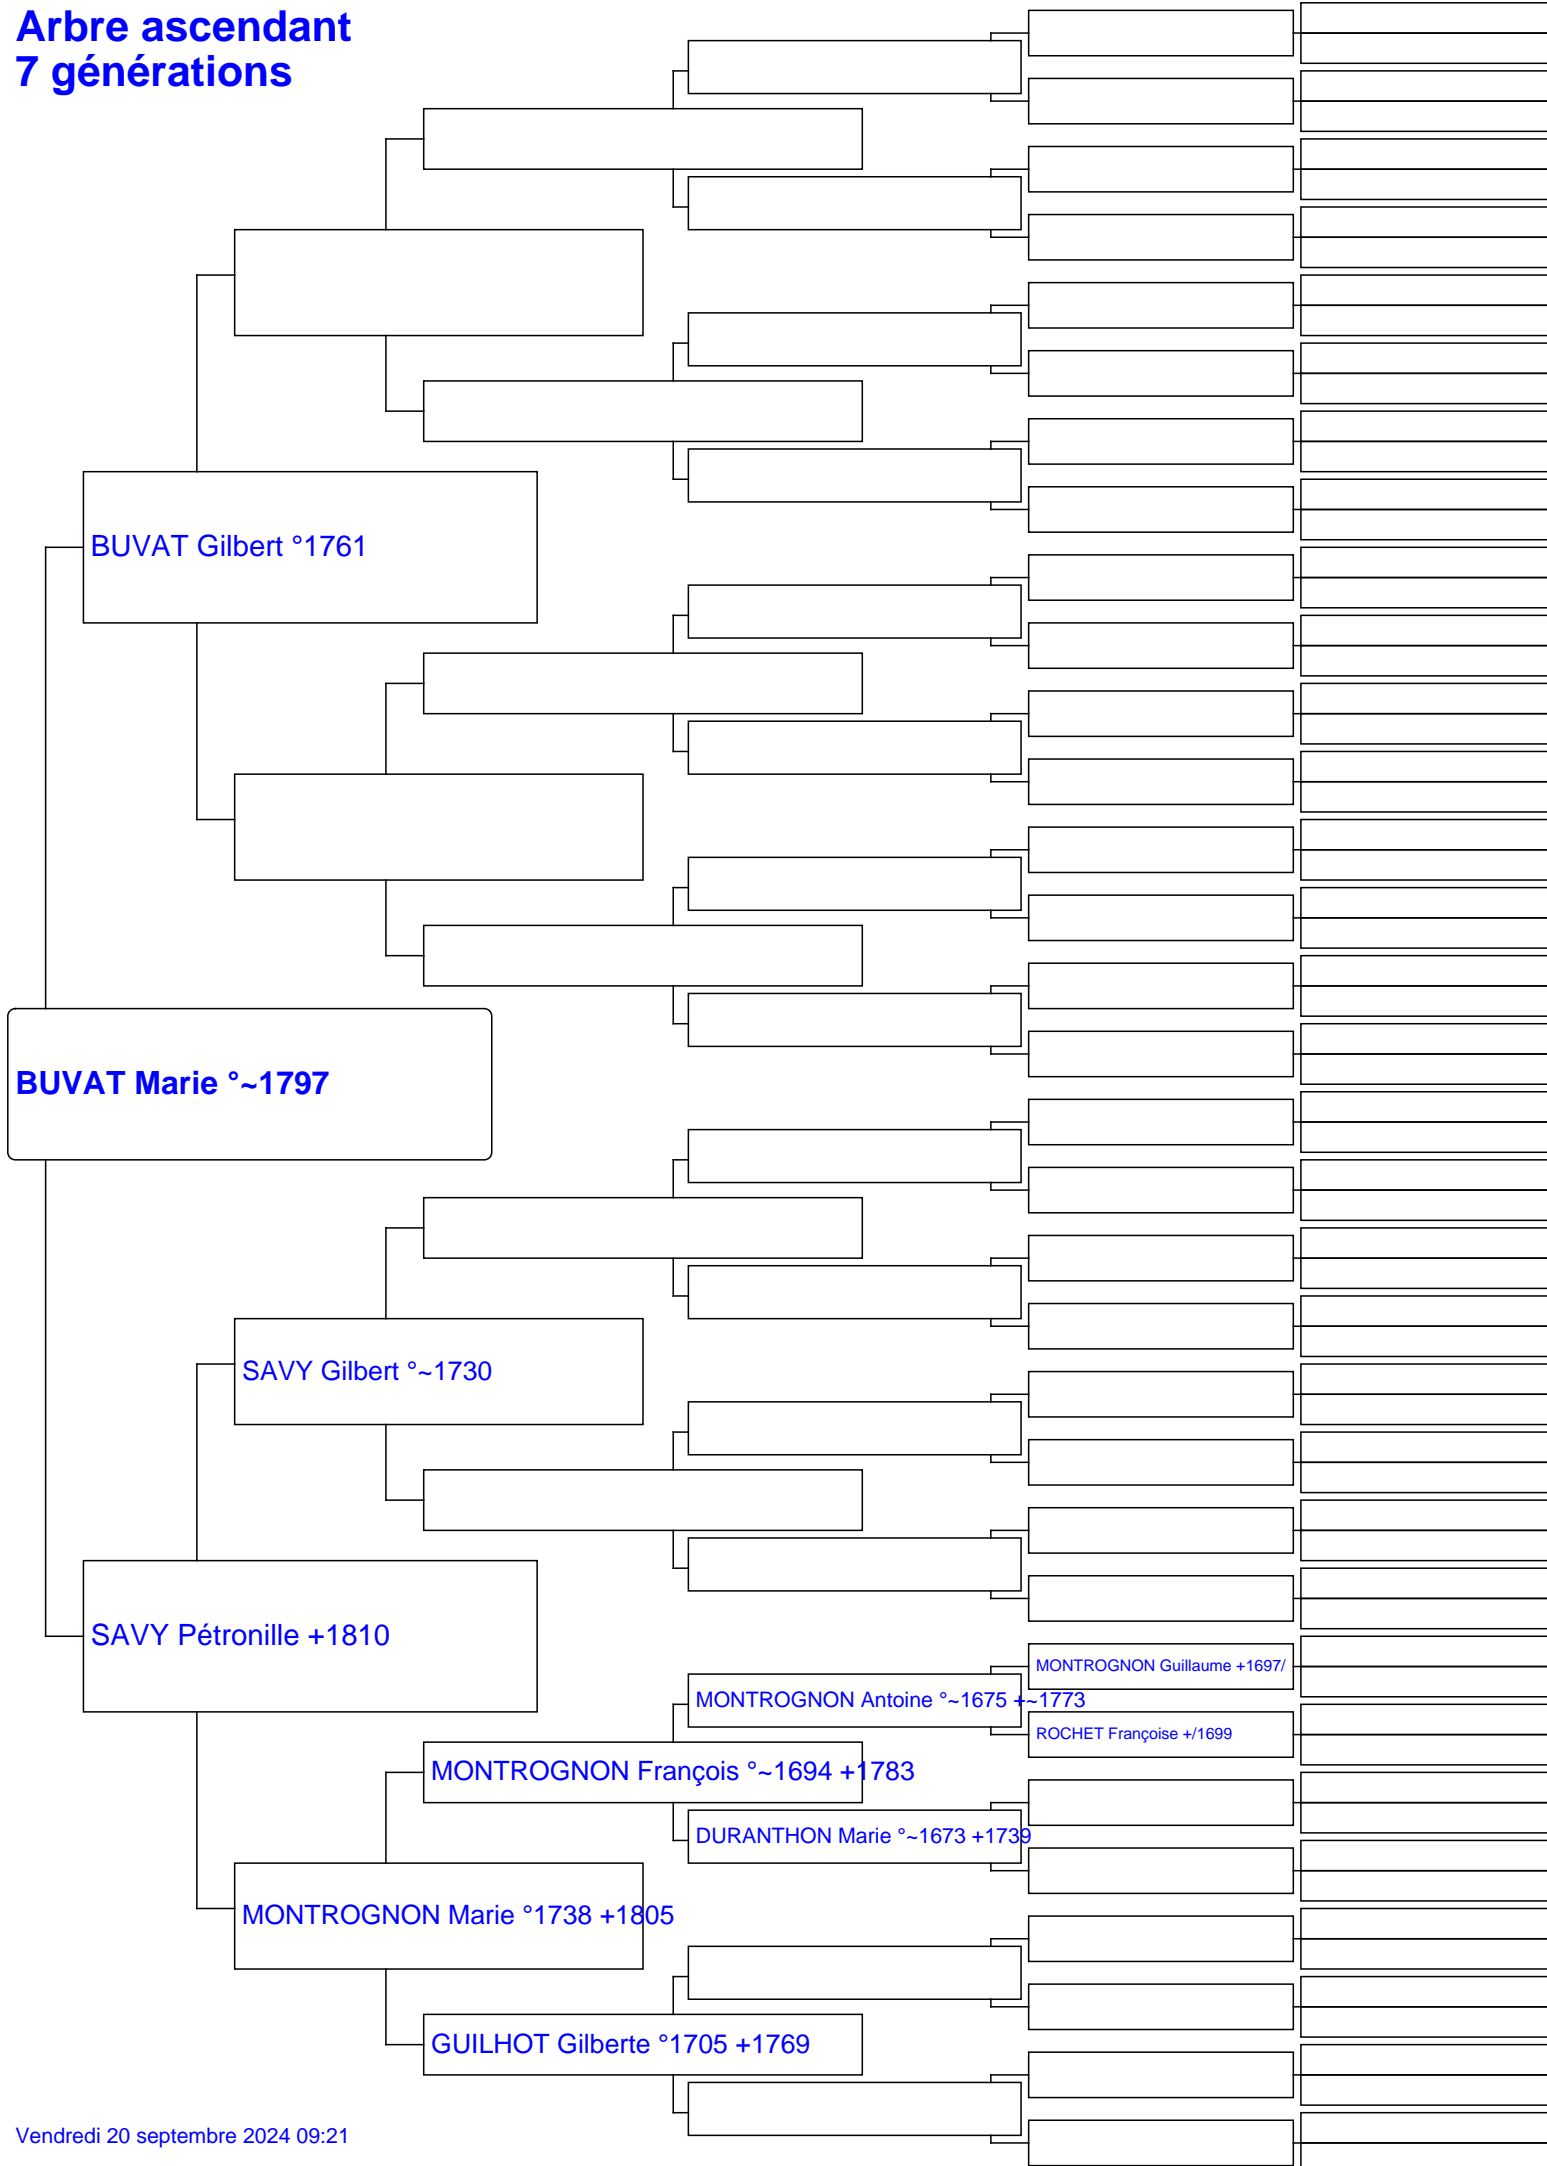 Arbre ascendant
7 générations
BUVAT Gilbert °1761
BUVAT Marie °~1797
SAVY Gilbert °~1730
SAVY Pétronille +1810
MONTROGNON Guillaume +1697/
MONTROGNON Antoine °~1675 +~1773
ROCHET Françoise +/1699
MONTROGNON François °~1694 +1783
DURANTHON Marie °~1673 +1739
MONTROGNON Marie °1738 +1805
GUILHOT Gilberte °1705 +1769
Vendredi 20 septembre 2024 09:21